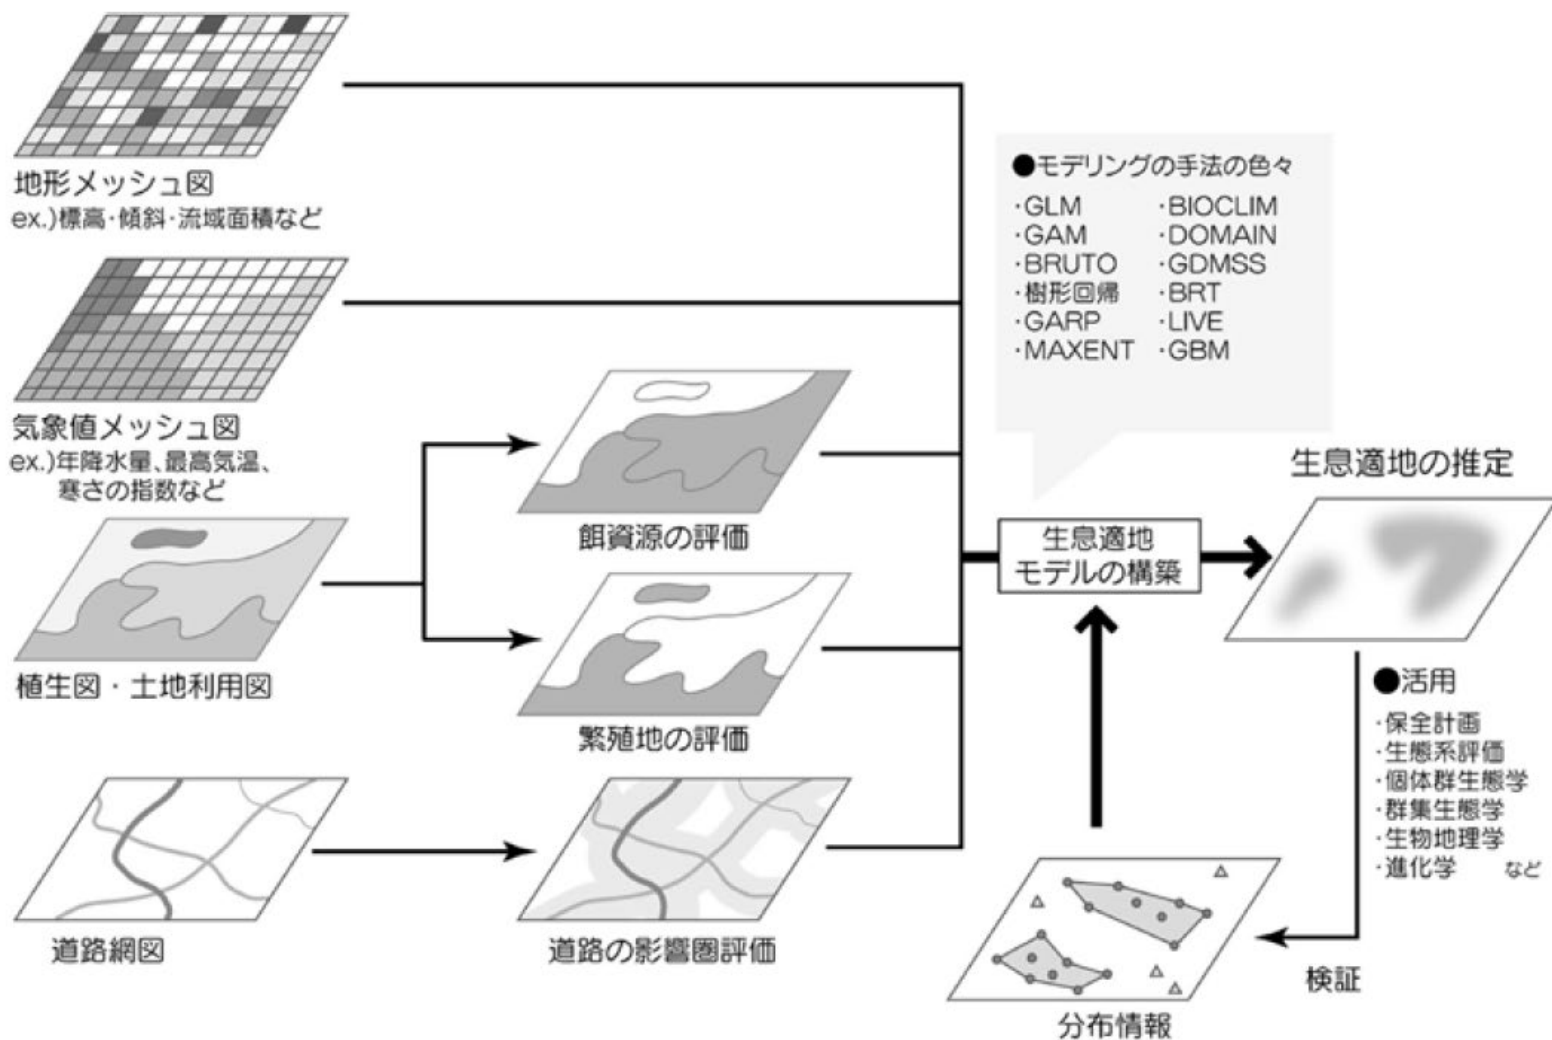 地形メッシュ図
ex.)標高・傾斜・流域面積など
気象値メッシュ図
ex.)年降水量、最高気温、
寒さの指数など
植生図・土地利用図
道路網図
餌資源の評価
繁殖地の評価
道路の影響圏評価
●モデリングの手法の色々
・GLM
・GAM
・BRUTO
・樹形回帰
・GARP
・MAXENT
・BIOCLIM
・DOMAIN
・GDMSS
・BRT
・LIVE
・GBM
生息適地
モデルの構築
生息適地の推定
●活用
・保全計画
・生態系評価
・個体群生態学
・群集生態学
・生物地理学
・進化学 など
検証
分布情報